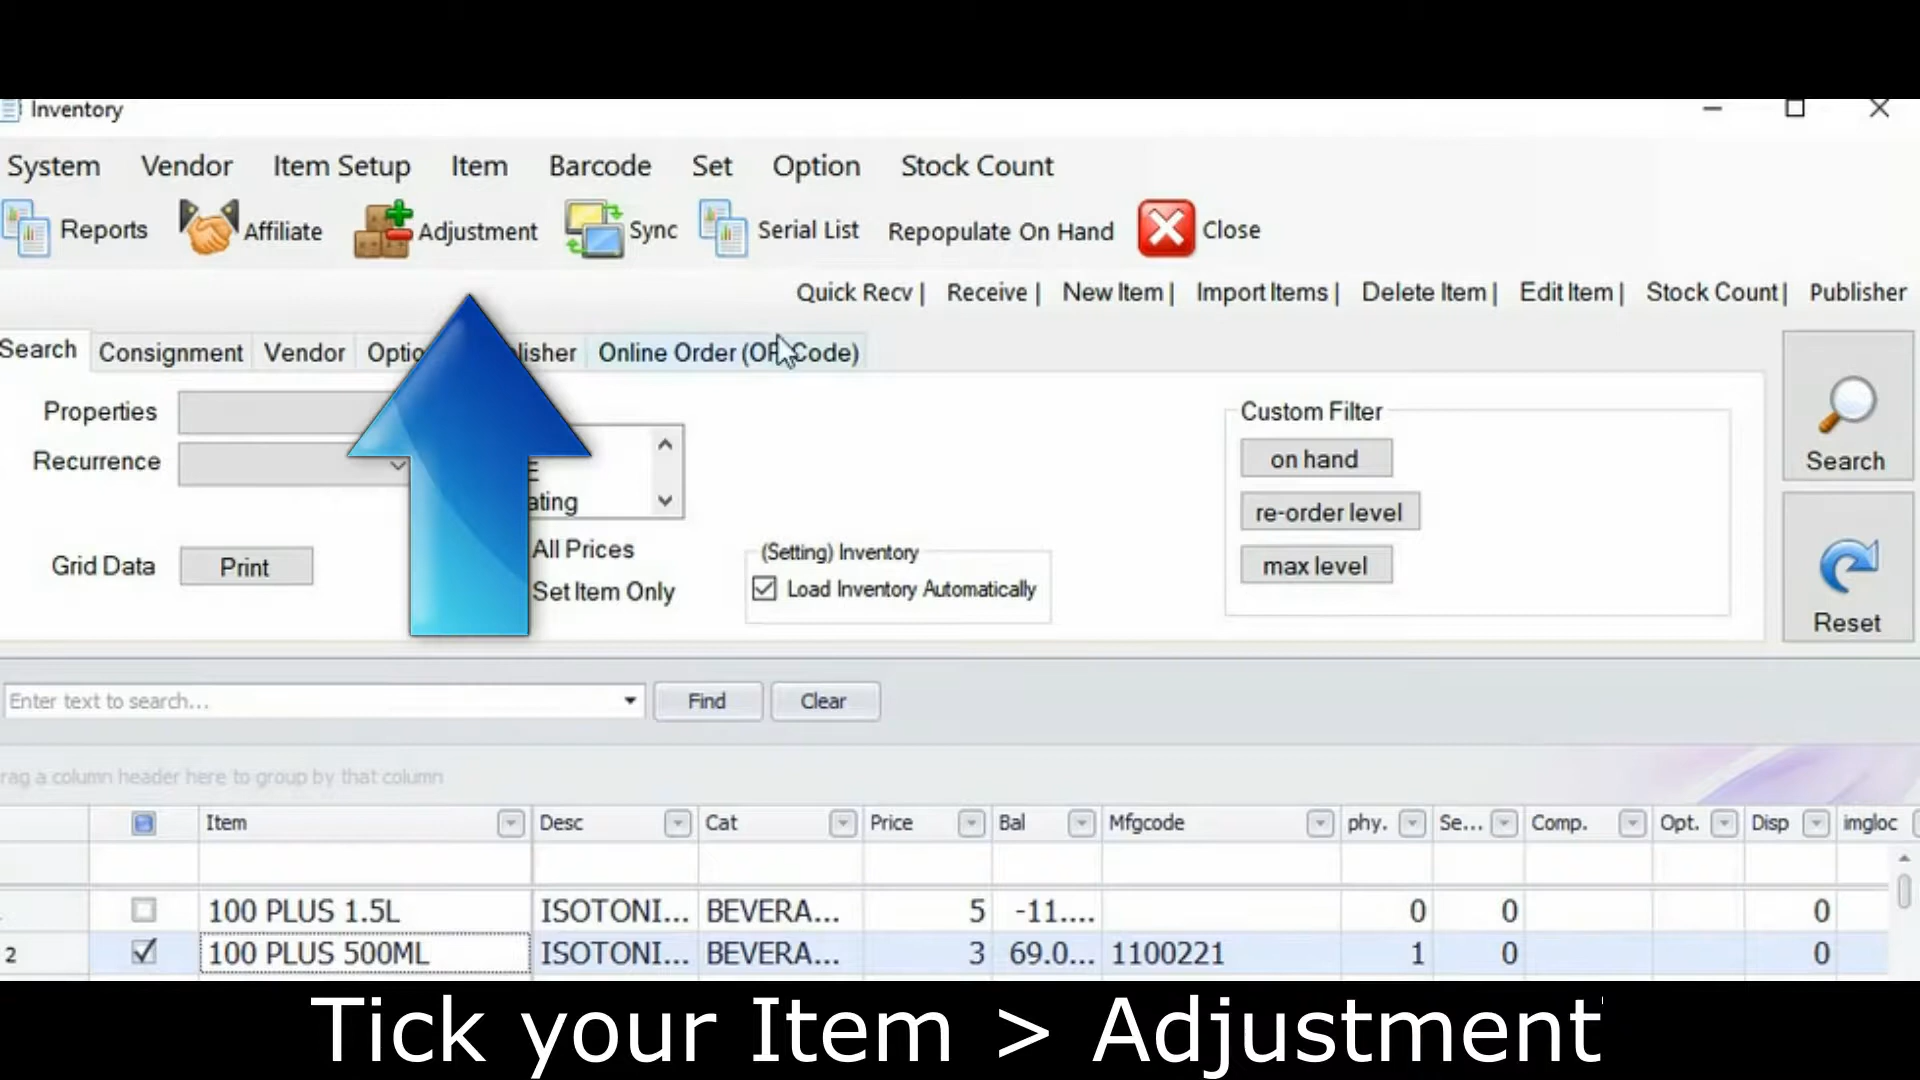 Inventory
System Vendor Item Setup Item Barcode Set Option Stock Count
Reports Affiliate Adjustment Sync Serial List Repopulate On Hand Close
Quick Recv | Receive | New Item | Import Items | Delete Item | Edit Item | Stock Count | Publisher
Search Consignment Vendor Optio lisher Online Order (OR Code)
Properties
Recurrence
E
ating
All Prices
Set Item Only
Grid Data Print
(Setting) Inventory
Load Inventory Automatically
Custom Filter
on hand
re-order level
max level
Search
Reset
Enter text to search... Find Clear
rag a column header here to group by that column
Item Desc Cat Price Bal Mfgcode phy. Se... Comp. Opt. Disp imgloc
100 PLUS 1.5L ISOTONI... BEVERA... 5 -11.... 0 0 0
2 100 PLUS 500ML ISOTONI... BEVERA... 3 69.0... 1100221 1 0 0
Tick your Item > Adjustment